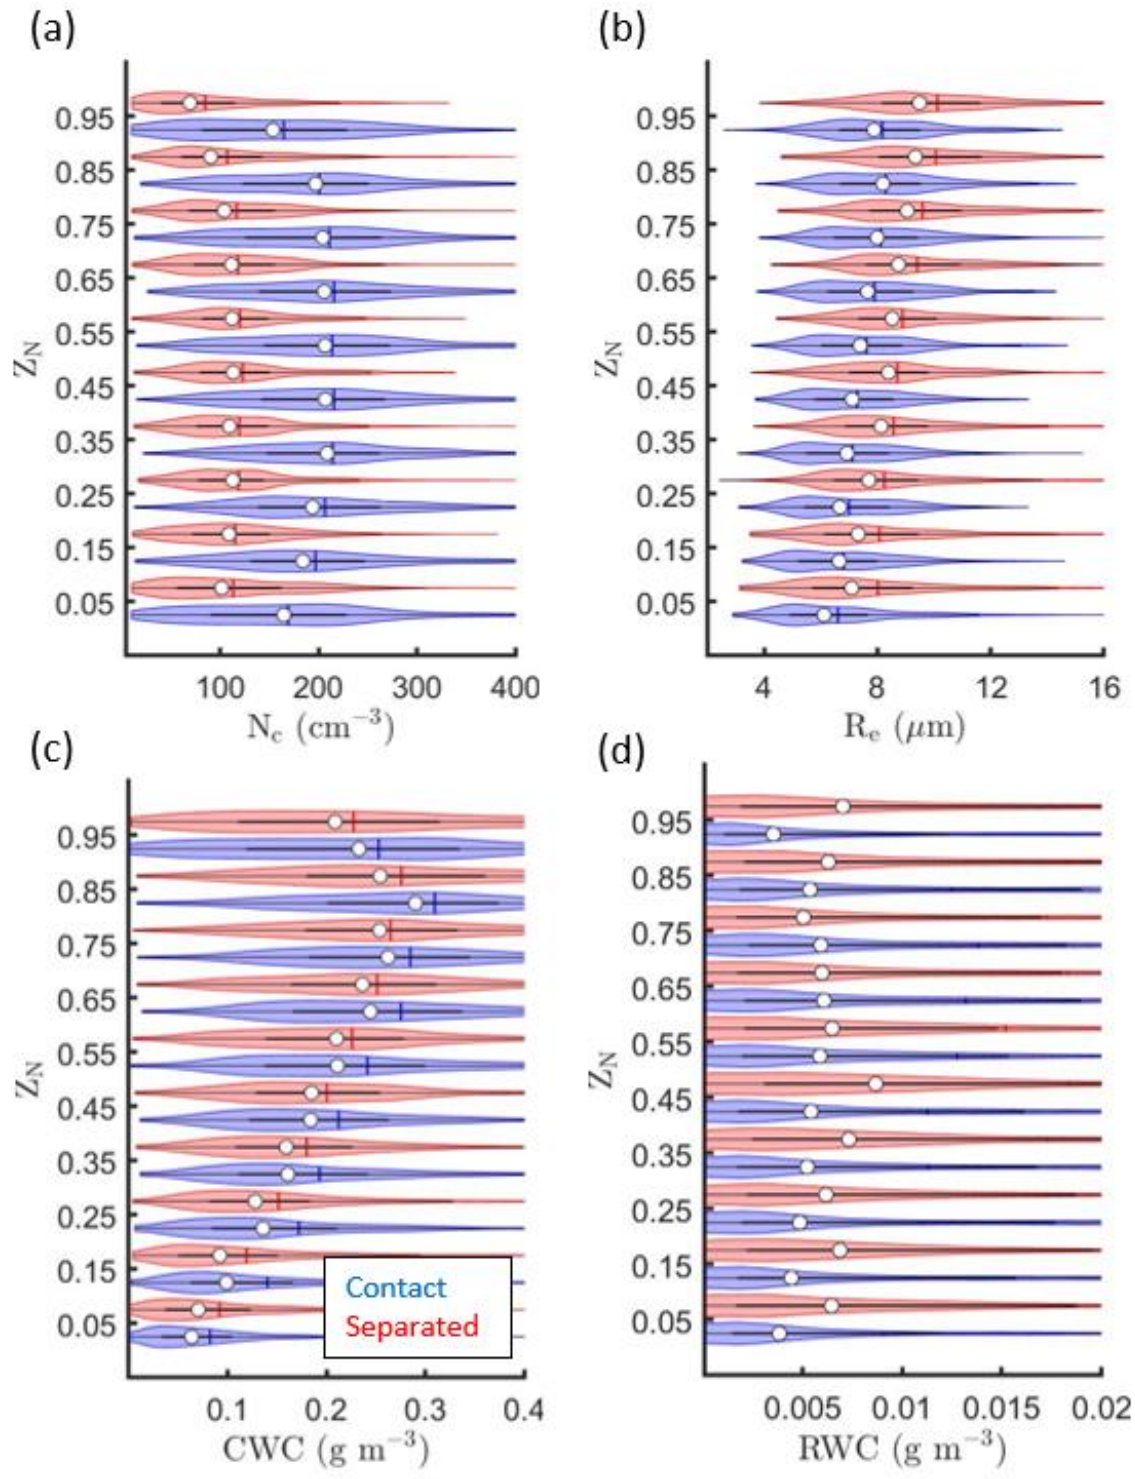 (a)
0.95
0.85
0.75
0.65
0.55
0.45
0.35
0.25
0.15
0.05
Z_N
100 200 300 400
N_c (cm⁻³)
(b)
0.95
0.85
0.75
0.65
0.55
0.45
0.35
0.25
0.15
0.05
Z_N
4 8 12 16
R_e (μm)
(c)
0.95
0.85
0.75
0.65
0.55
0.45
0.35
0.25
0.15
0.05
Z_N
Contact
Separated
0.1 0.2 0.3 0.4
CWC (g m⁻³)
(d)
0.95
0.85
0.75
0.65
0.55
0.45
0.35
0.25
0.15
0.05
Z_N
0.005 0.01 0.015 0.02
RWC (g m⁻³)